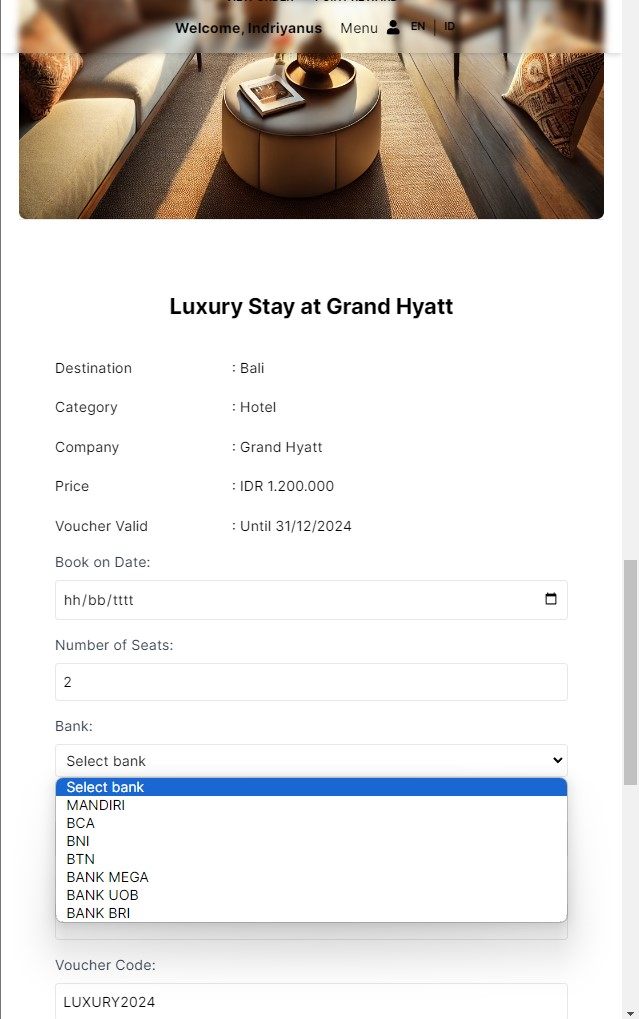 Welcome, Indriyanus Menu EN | ID
Luxury Stay at Grand Hyatt
Destination : Bali
Category : Hotel
Company : Grand Hyatt
Price : IDR 1.200.000
Voucher Valid : Until 31/12/2024
Book on Date:
hh/bb/tttt
Number of Seats:
2
Bank:
Select bank
Select bank
MANDIRI
BCA
BNI
BTN
BANK MEGA
BANK UOB
BANK BRI
Voucher Code:
LUXURY2024